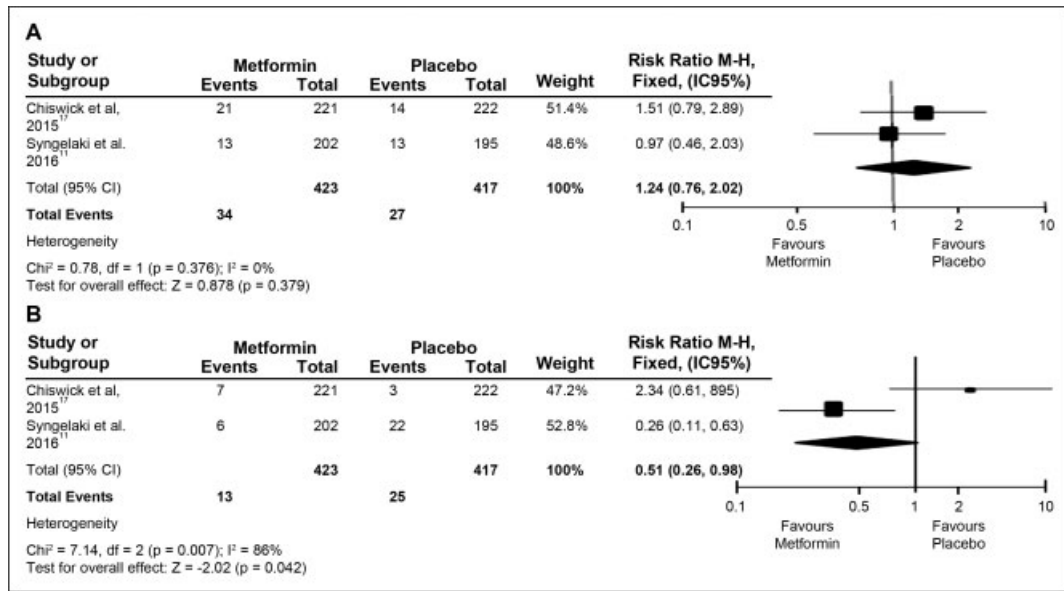 A
Study or Subgroup Metformin Placebo Weight Risk Ratio M-H, Fixed, (IC95%)
Events Total Events Total
Chiswick et al, 2015¹⁷ 21 221 14 222 51.4% 1.51 (0.79, 2.89)
Syngelaki et al. 2016¹¹ 13 202 13 195 48.6% 0.97 (0.46, 2.03)
Total (95% CI) 423 417 100% 1.24 (0.76, 2.02)
Total Events 34 27
Heterogeneity
Chi² = 0.78, df = 1 (p = 0.376); I² = 0%
Test for overall effect: Z = 0.878 (p = 0.379)
0.1 0.5 1 2 10
Favours Metformin Favours Placebo
B
Study or Subgroup Metformin Placebo Weight Risk Ratio M-H, Fixed, (IC95%)
Events Total Events Total
Chiswick et al, 2015¹⁷ 7 221 3 222 47.2% 2.34 (0.61, 895)
Syngelaki et al. 2016¹¹ 6 202 22 195 52.8% 0.26 (0.11, 0.63)
Total (95% CI) 423 417 100% 0.51 (0.26, 0.98)
Total Events 13 25
Heterogeneity
Chi² = 7.14, df = 2 (p = 0.007); I² = 86%
Test for overall effect: Z = -2.02 (p = 0.042)
0.1 0.5 1 2 10
Favours Metformin Favours Placebo